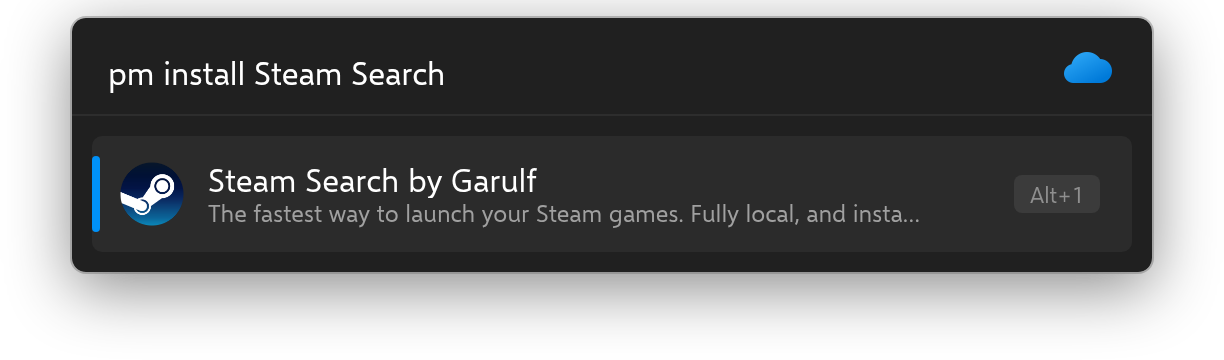 pm install Steam Search
Steam Search by Garulf
The fastest way to launch your Steam games. Fully local, and insta...
Alt+1